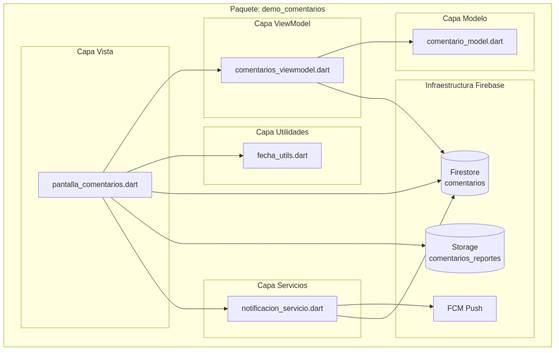 Paquete: demo_comentarios
Capa Vista
pantalla_comentarios.dart
Capa ViewModel
comentarios_viewmodel.dart
Capa Modelo
comentario_model.dart
Capa Utilidades
fecha_utils.dart
Infraestructura Firebase
Firestore
comentarios
Storage
comentarios_reportes
FCM Push
Capa Servicios
notificacion_servicio.dart